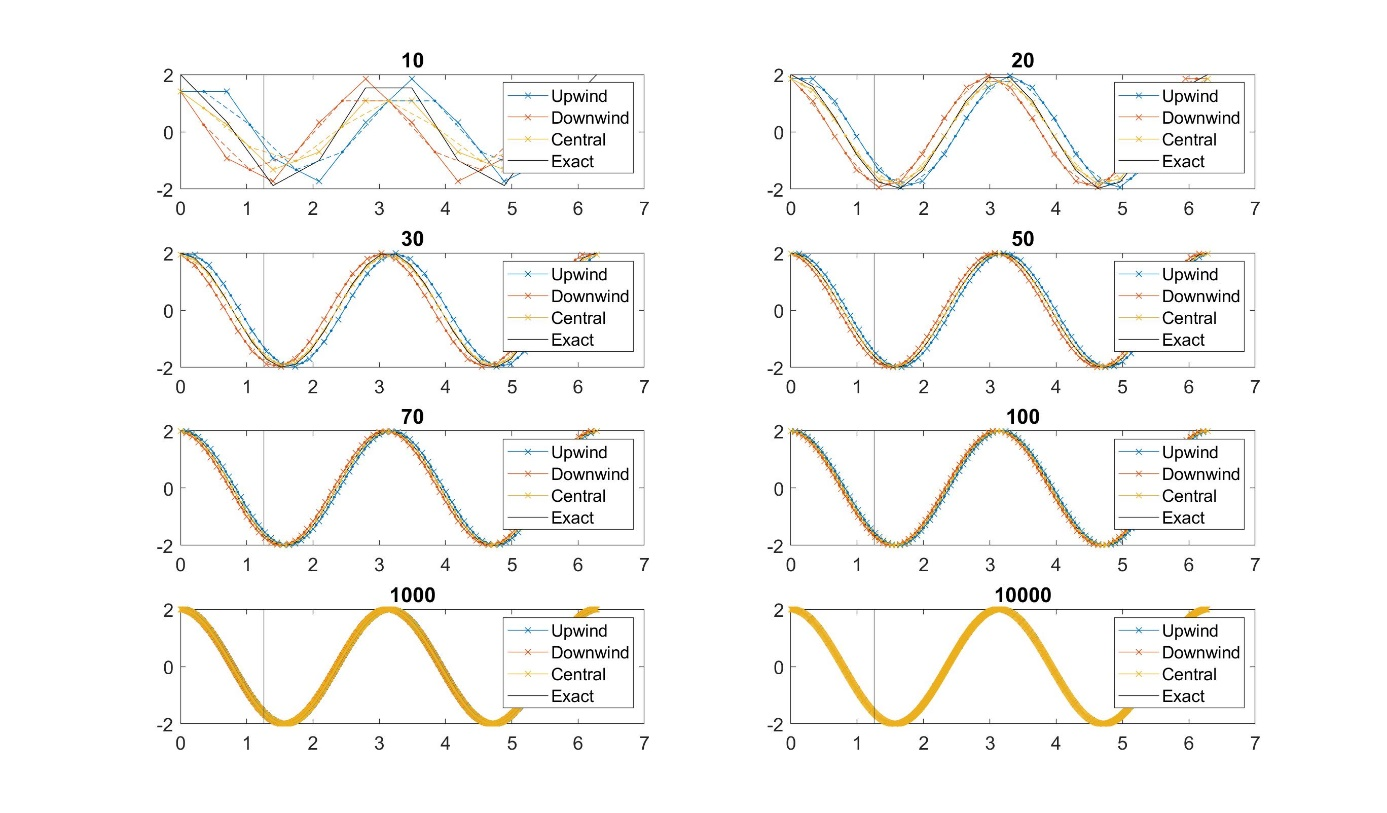 10
2
0
-2
Upwind
Downwind
Central
Exact
0 1 2 3 4 5 6 7
20
2
0
-2
Upwind
Downwind
Central
Exact
0 1 2 3 4 5 6 7
30
2
0
-2
Upwind
Downwind
Central
Exact
0 1 2 3 4 5 6 7
50
2
0
-2
Upwind
Downwind
Central
Exact
0 1 2 3 4 5 6 7
70
2
0
-2
Upwind
Downwind
Central
Exact
0 1 2 3 4 5 6 7
100
2
0
-2
Upwind
Downwind
Central
Exact
0 1 2 3 4 5 6 7
1000
2
0
-2
Upwind
Downwind
Central
Exact
0 1 2 3 4 5 6 7
10000
2
0
-2
Upwind
Downwind
Central
Exact
0 1 2 3 4 5 6 7